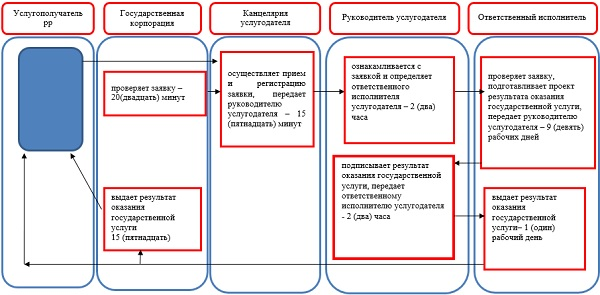 Услугополучатель
рр
Государственная
корпорация
Канцелярия
услугодателя
Руководитель услугодателя
Ответственный исполнитель
проверяет заявку –
20(двадцать) минут
осуществляет прием
и регистрацию
заявки, передает
руководителю
услугодателя – 15
(пятнадцать) минут
ознакамливается с
заявкой и определяет
ответственного
исполнителя
услугодателя – 2 (два)
часа
проверяет заявку,
подготавливает проект
результата оказания
государственной услуги,
передает руководителю
услугодателя – 9 (девять)
рабочих дней
подписывает результат
оказания государственной
услуги, передает
ответственному
исполнителю услугодателя
- 2 (два) часа
выдает результат
оказания
государственной
услуги
15 (пятнадцать)
выдает результат
оказания
государственной
услуги– 1 (один)
рабочий день